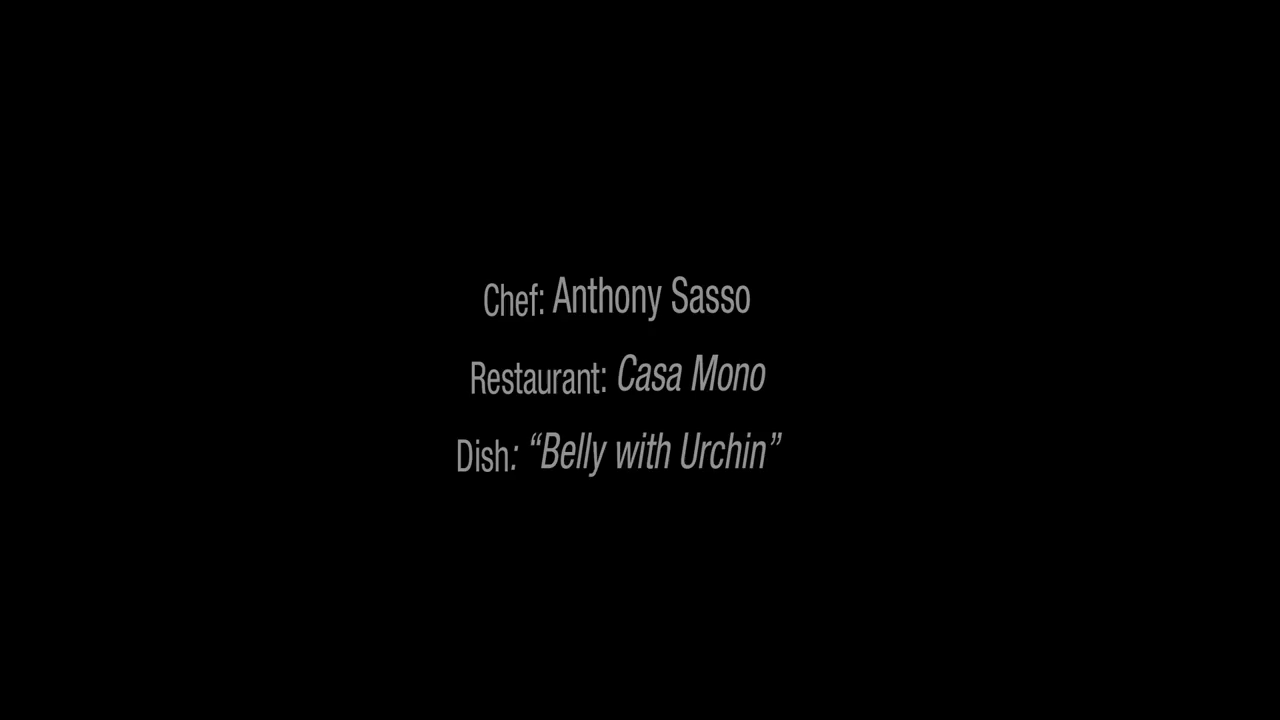 Chef: Anthony Sasso
Restaurant: Casa Mono
Dish: “Belly with Urchin”